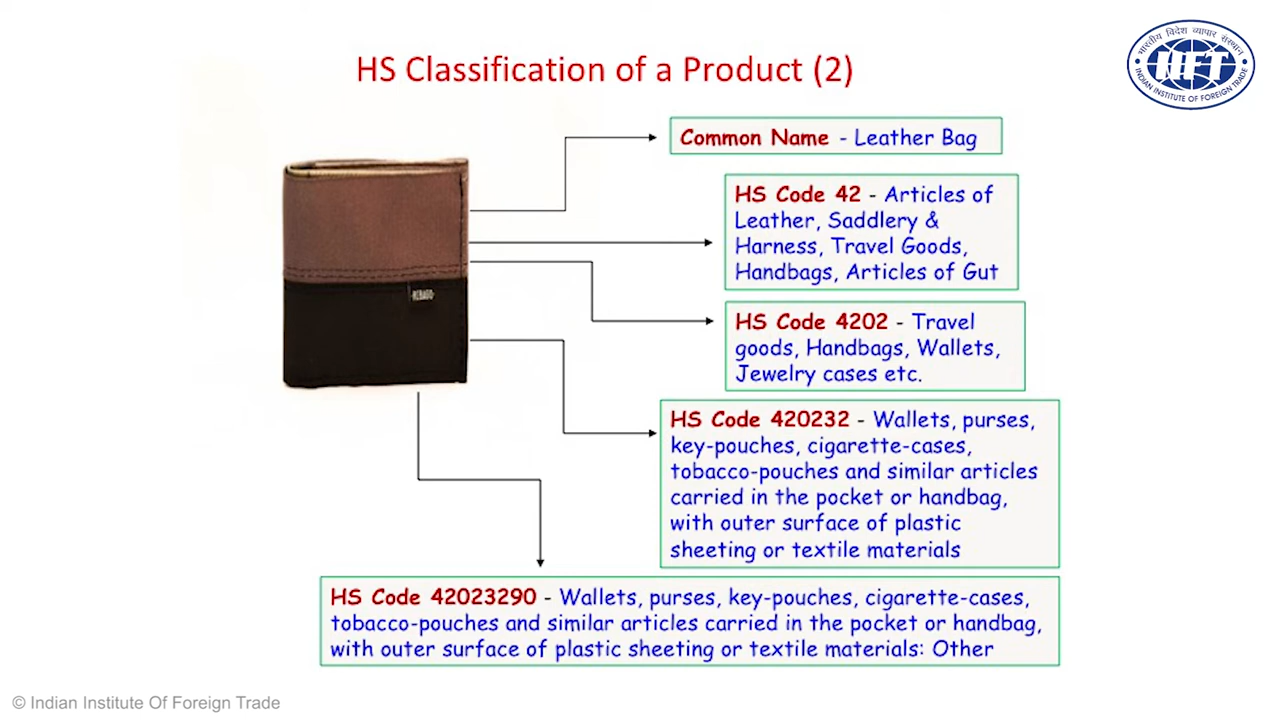 HS Classification of a Product (2)
भारतीय विदेश व्यापार संस्थान
IIFT
INDIAN INSTITUTE OF FOREIGN TRADE
Common Name - Leather Bag
HS Code 42 - Articles of
Leather, Saddlery &
Harness, Travel Goods,
Handbags, Articles of Gut
HS Code 4202 - Travel
goods, Handbags, Wallets,
Jewelry cases etc.
HS Code 420232 - Wallets, purses,
key-pouches, cigarette-cases,
tobacco-pouches and similar articles
carried in the pocket or handbag,
with outer surface of plastic
sheeting or textile materials
HS Code 42023290 - Wallets, purses, key-pouches, cigarette-cases,
tobacco-pouches and similar articles carried in the pocket or handbag,
with outer surface of plastic sheeting or textile materials: Other
© Indian Institute Of Foreign Trade